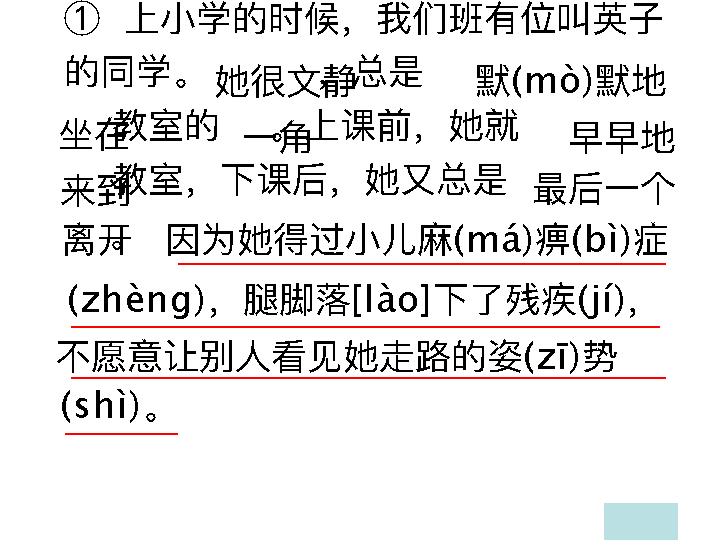 ① 上小学的时候，我们班有位叫英子
的同学。她很文静，总是默(mò)默地
坐在教室的一角。上课前，她就早早地
来到教室，下课后，她又总是最后一个
离开。因为她得过小儿麻(má)痹(bì)症
(zhèng)，腿脚落[lào]下了残疾(jí)，
不愿意让别人看见她走路的姿(zī)势
(shì)。